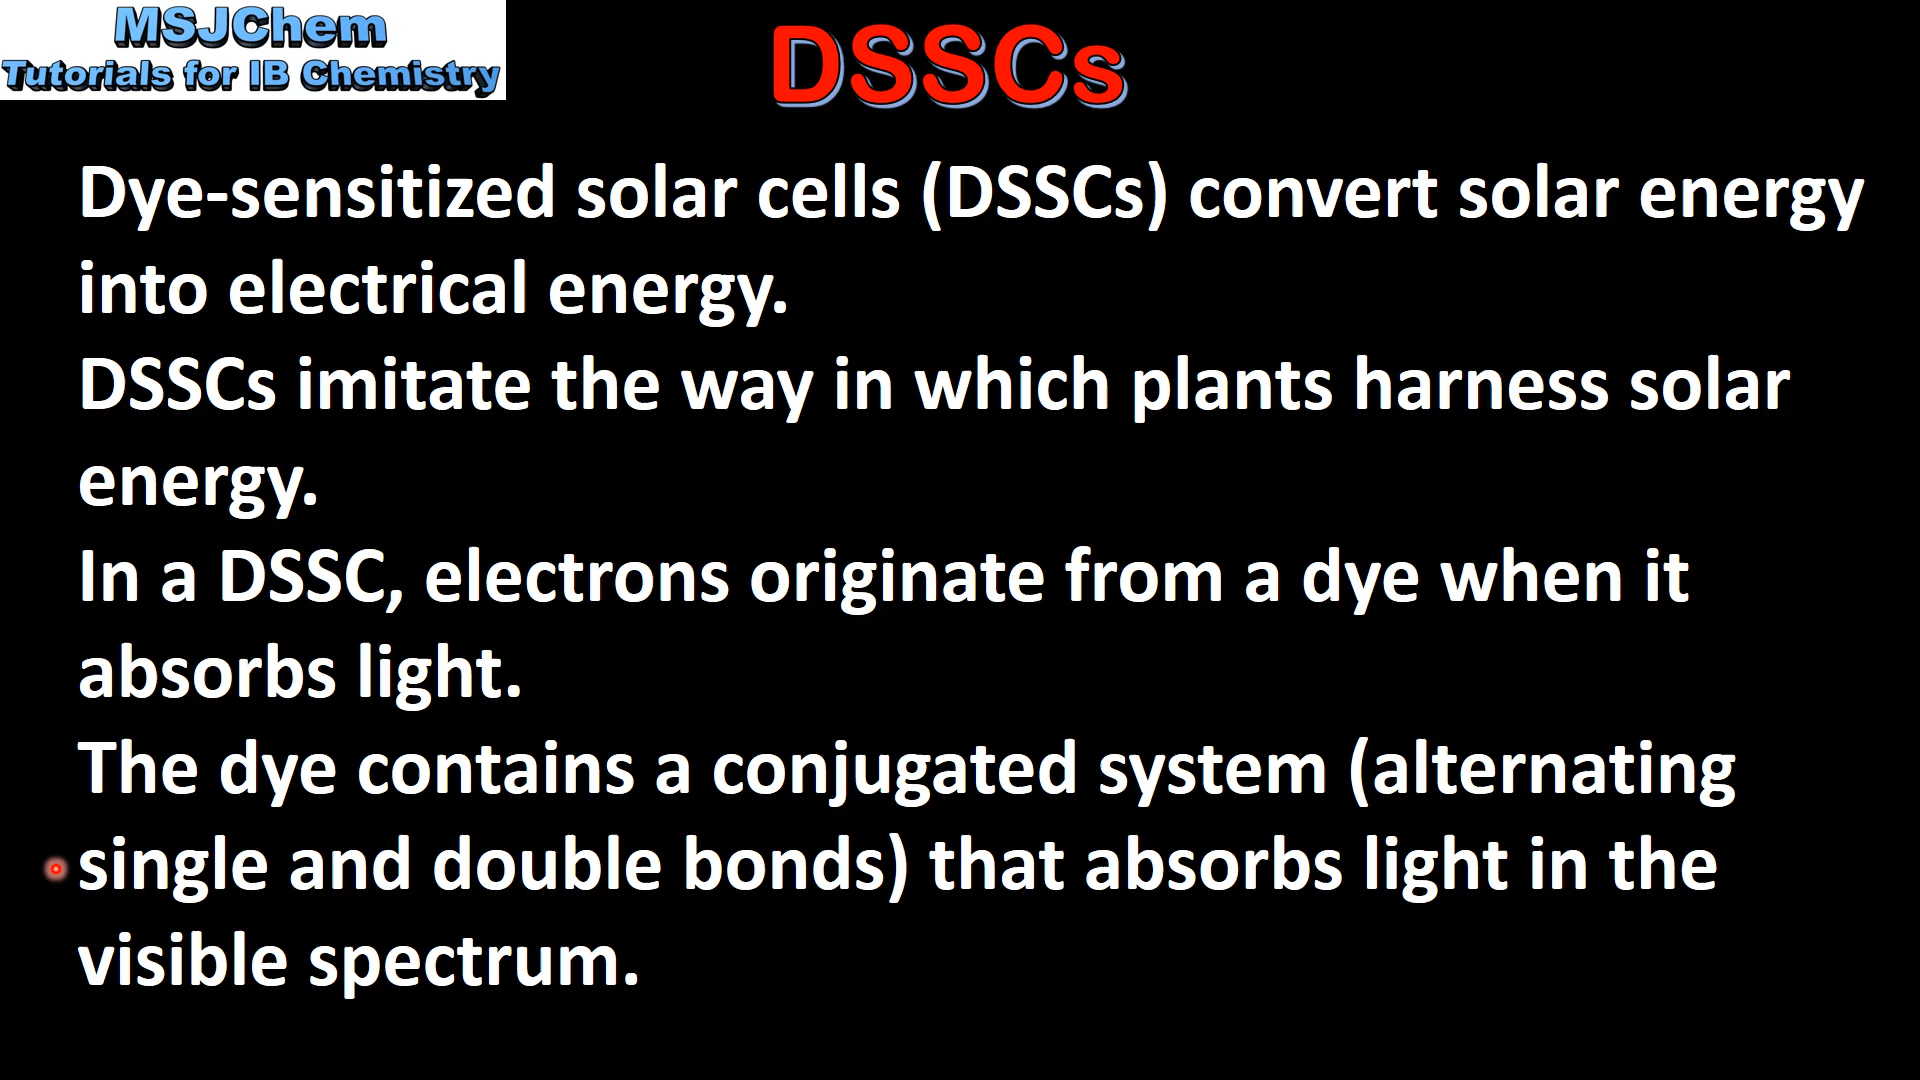 MSJChem
Tutorials for IB Chemistry
DSSCs
Dye-sensitized solar cells (DSSCs) convert solar energy
into electrical energy.
DSSCs imitate the way in which plants harness solar
energy.
In a DSSC, electrons originate from a dye when it
absorbs light.
The dye contains a conjugated system (alternating
single and double bonds) that absorbs light in the
visible spectrum.